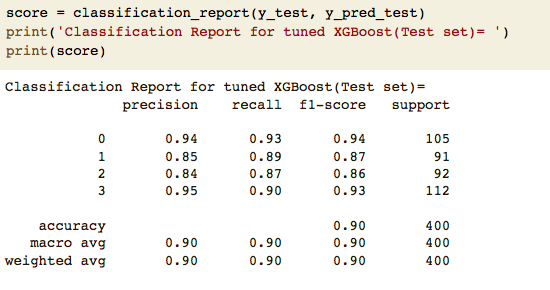 score = classification_report(y_test, y_pred_test)
print('Classification Report for tuned XGBoost(Test set)= ')
print(score)
Classification Report for tuned XGBoost(Test set)=
precision recall f1-score support
0 0.94 0.93 0.94 105
1 0.85 0.89 0.87 91
2 0.84 0.87 0.86 92
3 0.95 0.90 0.93 112
accuracy 0.90 400
macro avg 0.90 0.90 0.90 400
weighted avg 0.90 0.90 0.90 400